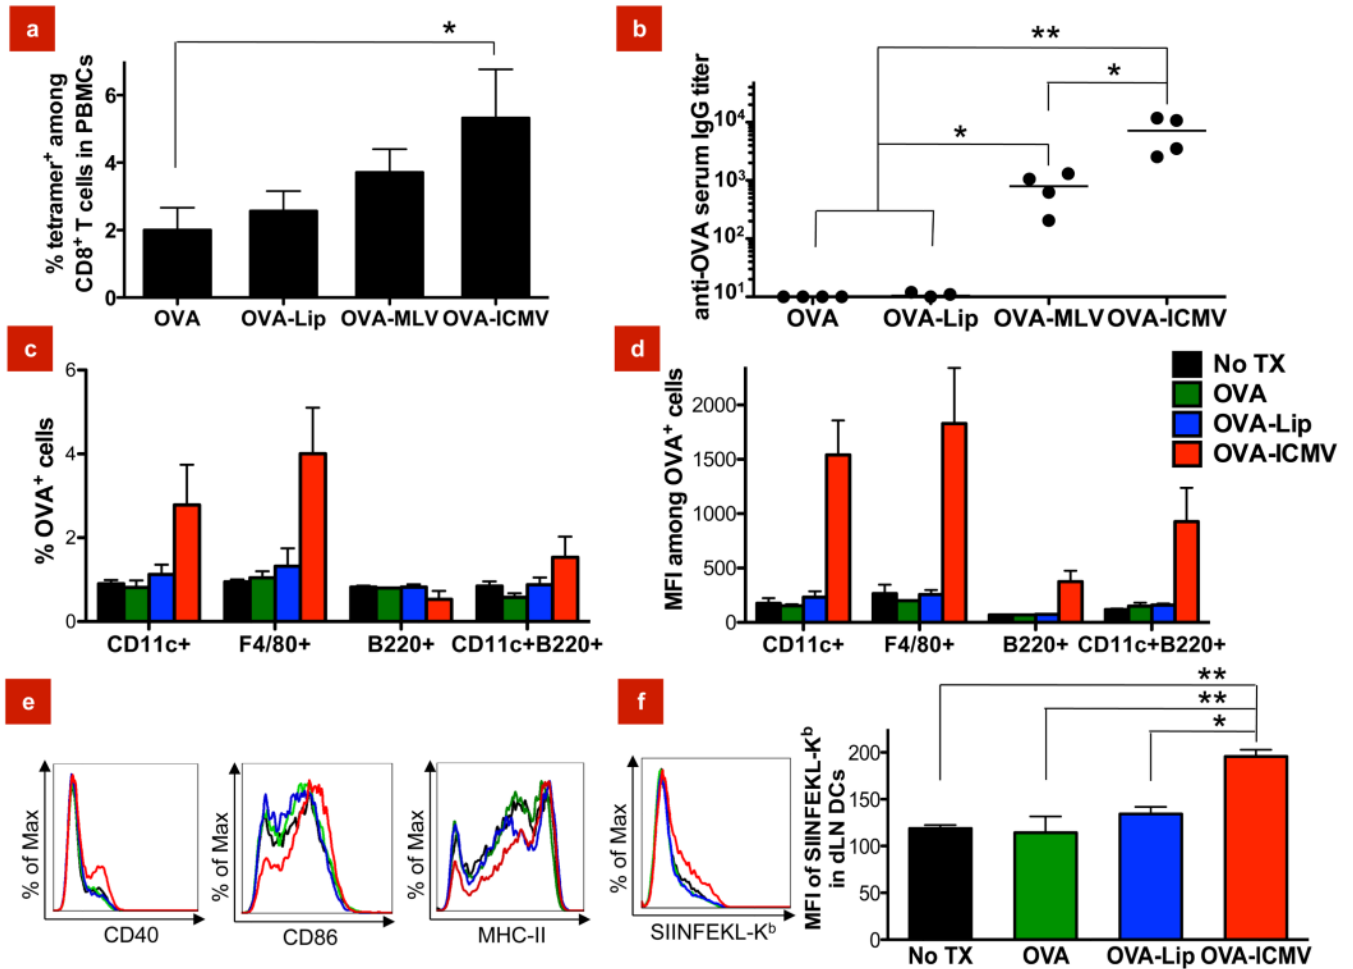 a
*
% tetramer⁺ among
CD8⁺ T cells in PBMCs
6
4
2
0
OVA OVA-Lip OVA-MLV OVA-ICMV
b
**
*
*
anti-OVA serum IgG titer
10⁴
10³
10²
10¹
OVA OVA-Lip OVA-MLV OVA-ICMV
c
% OVA⁺ cells
6
4
2
0
CD11c+ F4/80+ B220+ CD11c+B220+
d
MFI among OVA⁺ cells
2000
1500
1000
500
0
CD11c+ F4/80+ B220+ CD11c+B220+
No TX
OVA
OVA-Lip
OVA-ICMV
e
% of Max
CD40
% of Max
CD86
% of Max
MHC-II
f
% of Max
SIINFEKL-Kᵇ
**
**
*
MFI of SIINFEKL-Kᵇ
in dLN DCs
200
150
100
50
0
No TX OVA OVA-Lip OVA-ICMV